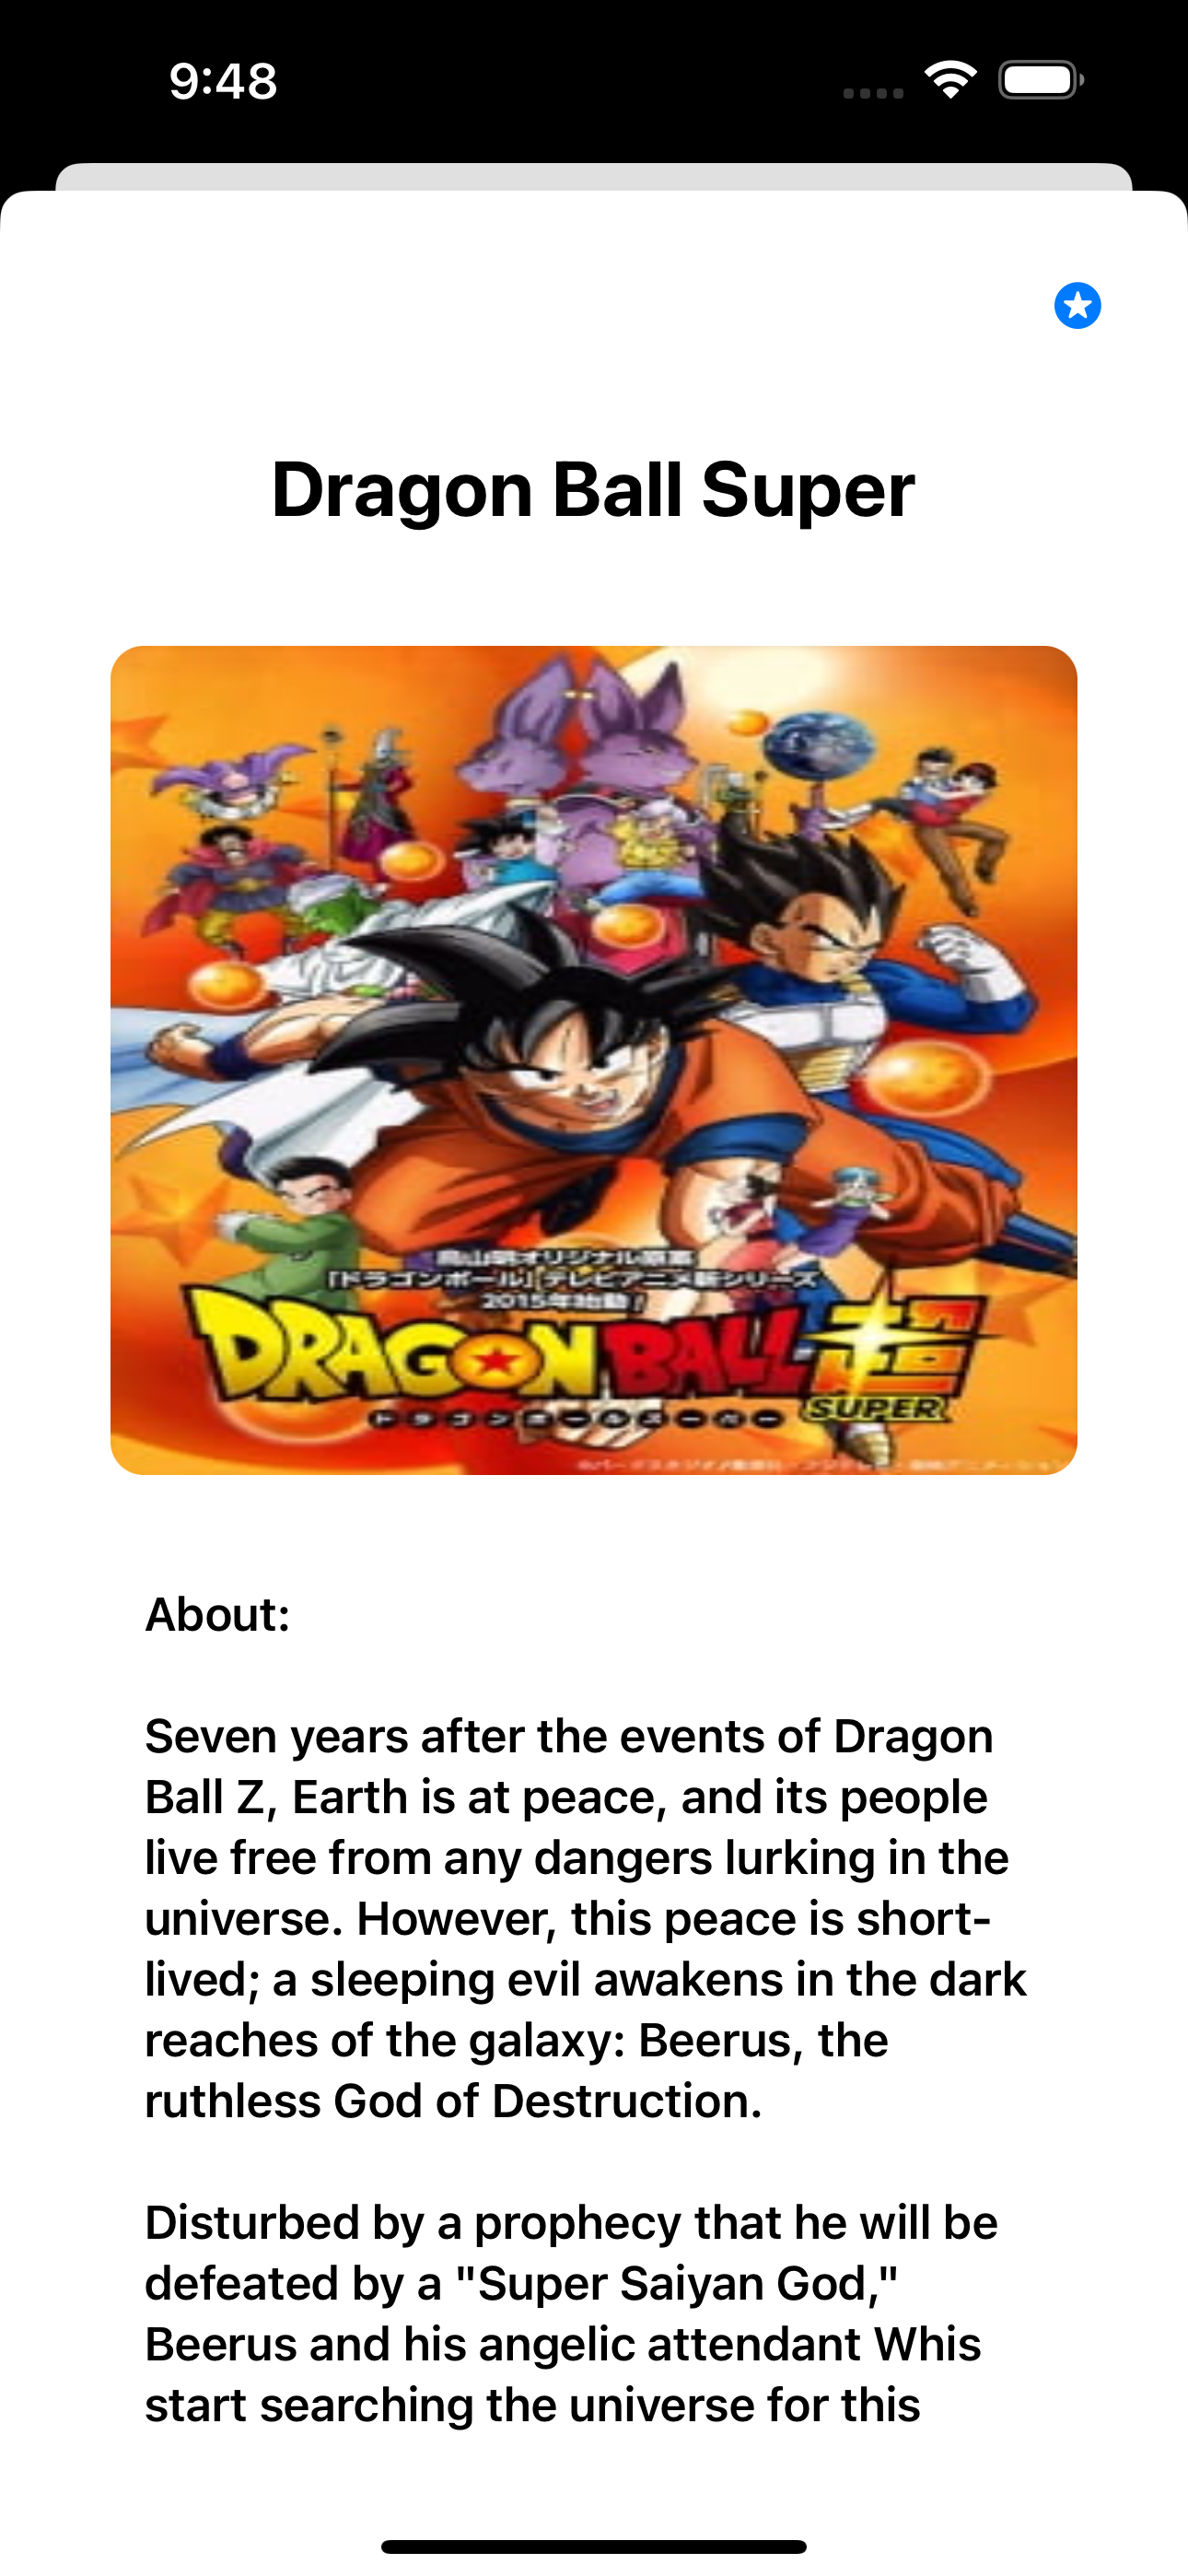 9:48
Dragon Ball Super
鳥山明オリジナル原案
「ドラゴンボール」テレビアニメ新シリーズ
2015年始動!
DRAGON BALL 超
SUPER
ドラゴンボールスーパー
About:
Seven years after the events of Dragon
Ball Z, Earth is at peace, and its people
live free from any dangers lurking in the
universe. However, this peace is short-
lived; a sleeping evil awakens in the dark
reaches of the galaxy: Beerus, the
ruthless God of Destruction.
Disturbed by a prophecy that he will be
defeated by a "Super Saiyan God,"
Beerus and his angelic attendant Whis
start searching the universe for this